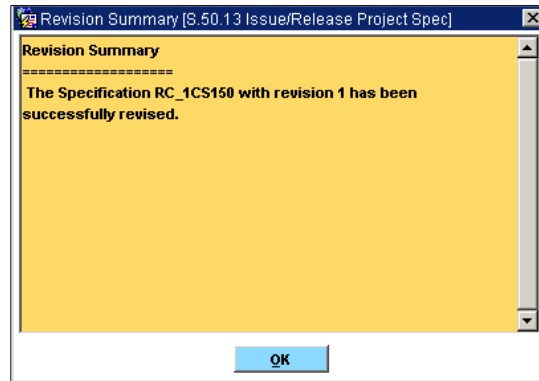 Revision Summary [S.50.13 Issue/Release Project Spec]
Revision Summary
===================
The Specification RC_1CS150 with revision 1 has been
successfully revised.
OK